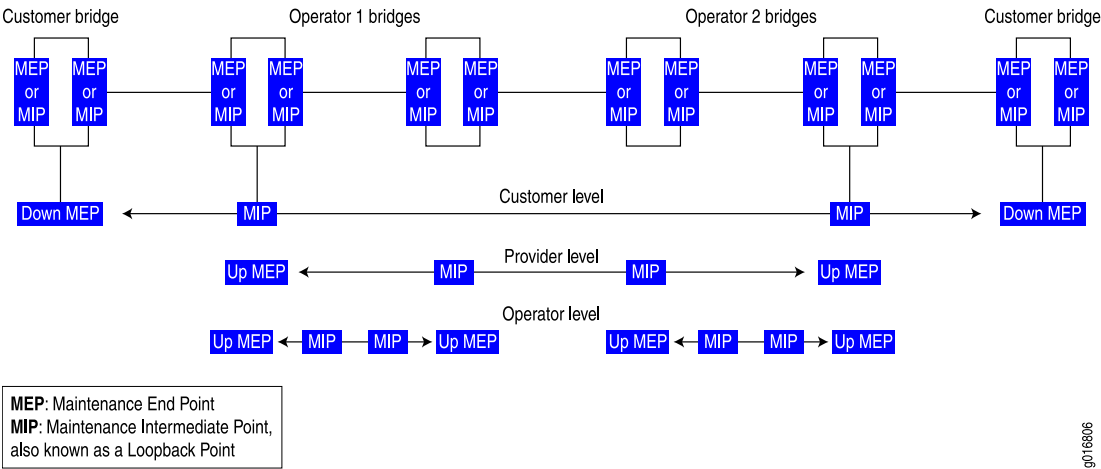 Customer bridge Operator 1 bridges Operator 2 bridges Customer bridge
MEP MEP MEP MEP MEP MEP MEP MEP MEP MEP MEP MEP
or or or or or or or or or or or or
MIP MIP MIP MIP MIP MIP MIP MIP MIP MIP MIP MIP
Customer level
Down MEP MIP MIP Down MEP
Provider level
Up MEP MIP MIP Up MEP
Operator level
Up MEP MIP MIP Up MEP Up MEP MIP MIP Up MEP
MEP: Maintenance End Point
MIP: Maintenance Intermediate Point,
also known as a Loopback Point
g016806